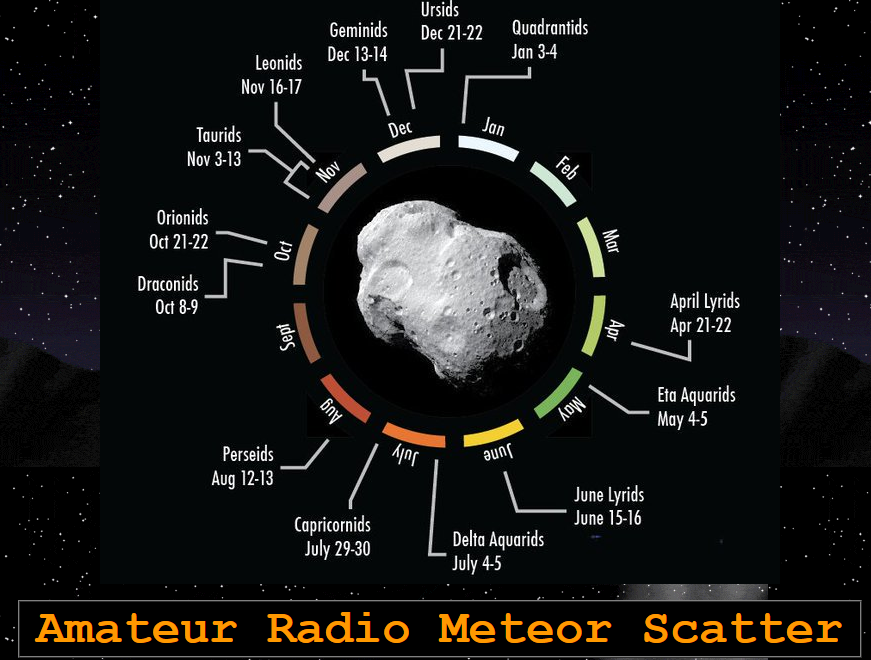 Ursids
Dec 21-22
Geminids
Dec 13-14
Quadrantids
Jan 3-4
Leonids
Nov 16-17
Taurids
Nov 3-13
Orionids
Oct 21-22
Draconids
Oct 8-9
Dec
Jan
Feb
Mar
Apr
May
June
July
Aug
Sept
Oct
Nov
April Lyrids
Apr 21-22
Eta Aquarids
May 4-5
Perseids
Aug 12-13
June Lyrids
June 15-16
Capricornids
July 29-30
Delta Aquarids
July 4-5
Amateur Radio Meteor Scatter